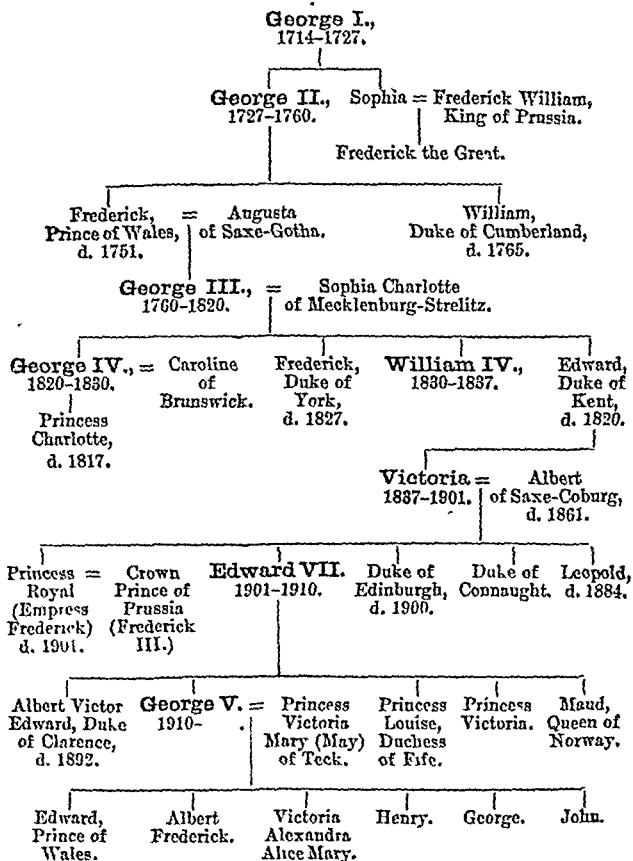 George I.,
1714–1727.
George II.,
1727–1760.
Sophia = Frederick William,
King of Prussia.
Frederick the Great.
Frederick,
Prince of Wales,
d. 1751.
=
Augusta
of Saxe-Gotha.
William,
Duke of Cumberland,
d. 1765.
George III.,
1760–1820.
=
Sophia Charlotte
of Mecklenburg-Strelitz.
George IV., =
1820–1830.
Caroline
of
Brunswick.
Frederick,
Duke of
York,
d. 1827.
William IV.,
1830–1837.
Edward,
Duke of
Kent,
d. 1820.
Princess
Charlotte,
d. 1817.
Victoria =
1837–1901.
Albert
of Saxe-Coburg,
d. 1861.
Princess
Royal
(Empress
Frederick)
d. 1901.
=
Crown
Prince of
Prussia
(Frederick
III.)
Edward VII.
1901–1910.
Duke of
Edinburgh,
d. 1900.
Duke of
Connaught.
Leopold,
d. 1884.
Albert Victor
Edward, Duke
of Clarence,
d. 1892.
George V. =
1910– .
Princess
Victoria
Mary (May)
of Teck.
Princess
Louise,
Duchess
of Fife.
Princess
Victoria.
Maud,
Queen of
Norway.
Edward,
Prince of
Wales.
Albert
Frederick.
Victoria
Alexandra
Alice Mary.
Henry.
George.
John.